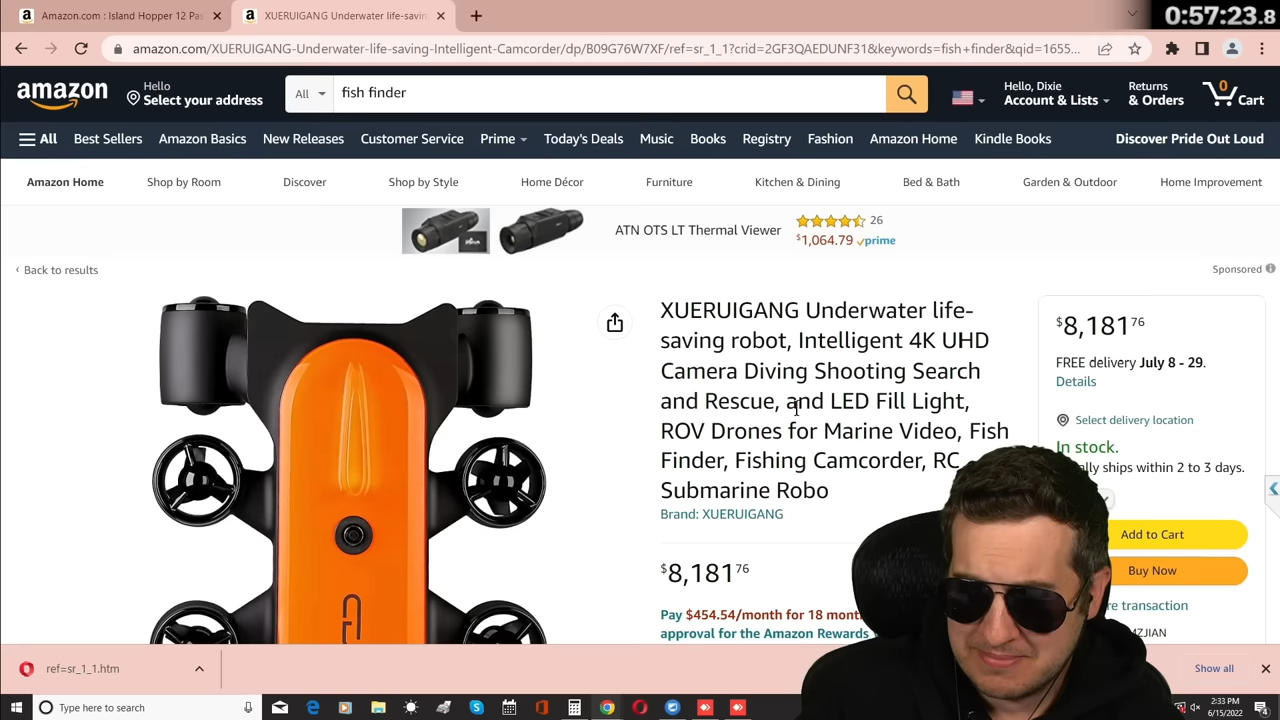 0:57:23.8
Amazon.com : Island Hopper 12 Pas
XUERUIGANG Underwater life-savin
amazon.com/XUERUIGANG-Underwater-life-saving-Intelligent-Camcorder/dp/B09G76W7XF/ref=sr_1_1?crid=2GF3QAEDUNF31&keywords=fish+finder&qid=1655...
amazon
Hello
Select your address
All
fish finder
Hello, Dixie
Account & Lists
Returns
& Orders
0
Cart
All
Best Sellers
Amazon Basics
New Releases
Customer Service
Prime
Today's Deals
Music
Books
Registry
Fashion
Amazon Home
Kindle Books
Discover Pride Out Loud
Amazon Home
Shop by Room
Discover
Shop by Style
Home Décor
Furniture
Kitchen & Dining
Bed & Bath
Garden & Outdoor
Home Improvement
ATN OTS LT Thermal Viewer
26
$1,064.79 prime
‹ Back to results
Sponsored
XUERUIGANG Underwater life-
saving robot, Intelligent 4K UHD
Camera Diving Shooting Search
and Rescue, and LED Fill Light,
ROV Drones for Marine Video, Fish
Finder, Fishing Camcorder, RC
Submarine Robo
Brand: XUERUIGANG
$8,181.76
Pay $454.54/month for 18 mont
approval for the Amazon Rewards
$8,181.76
FREE delivery July 8 - 29.
Details
Select delivery location
In stock.
ally ships within 2 to 3 days.
Add to Cart
Buy Now
re transaction
MZJIAN
ref=sr_1_1.htm
Show all
Type here to search
2:33 PM
6/15/2022
4